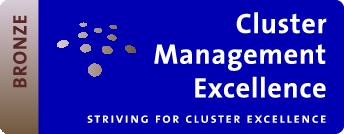 BRONZE
Cluster
Management
Excellence
STRIVING FOR CLUSTER EXCELLENCE